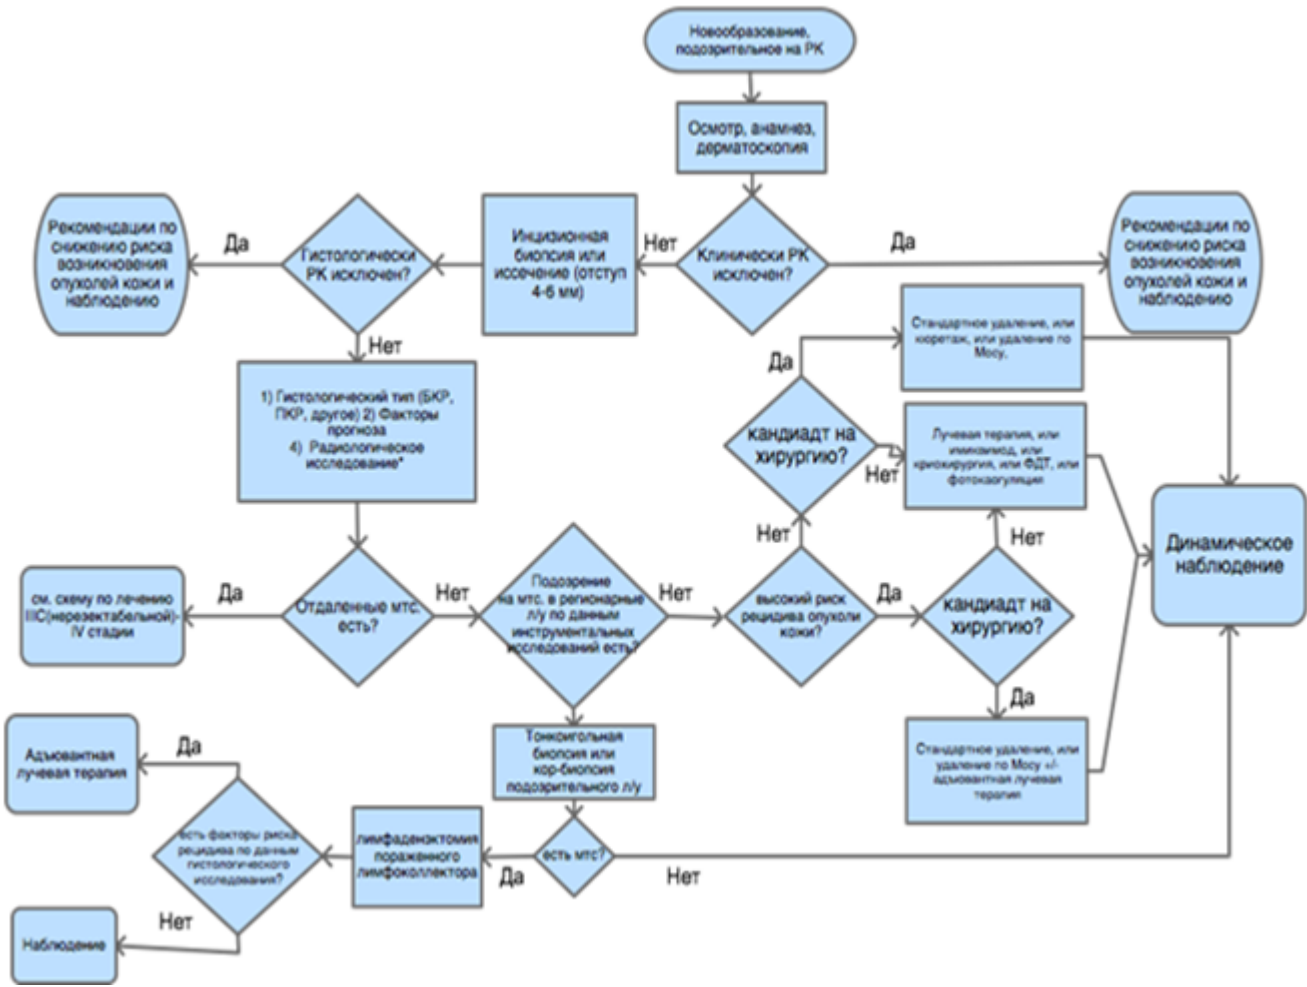 Новообразование,
подозрительное на РК
Осмотр, анамнез,
дерматоскопия
Рекомендации по
снижению риска
возникновения
опухолей кожи и
наблюдению
Да
Гистологически
РК исключен?
Инцизионная
биопсия или
иссечение (отступ
4-6 мм)
Нет
Клинически РК
исключен?
Да
Рекомендации по
снижению риска
возникновения
опухолей кожи и
наблюдению
Нет
1) Гистологический тип (БКР,
ПКР, другое) 2) Факторы
прогноза
4) Радиологическое
исследование*
Да
Стандартное удаление, или
кюретаж, или удаление по
Мосу,
кандиадт на
хирургию?
Нет
Лучевая терапия, или
имиквимод, или
криохирургия, или ФДТ, или
фотокаогуляция
Нет
Нет
см. схему по лечению
IIIC(нерезектабельной)-
IV стадии
Да
Отдаленные мтс.
есть?
Нет
Подозрение
на мтс. в регионарные
л/у по данным
инструментальных
исследований есть?
Нет
высокий риск
рецидива опухоли
кожи?
Да
кандиадт на
хирургию?
Динамическое
наблюдение
Да
Стандартное удаление, или
удаление по Мосу +/-
адъювантная лучевая
терапия
Тонкоигольная
биопсия или
кор-биопсия
подозрительного л/у
Адъювантная
лучевая терапия
Да
есть факторы риска
рецидива по данным
гистологического
исследования?
лимфаденэктомия
пораженного
лимфоколлектора
Да
есть мтс?
Нет
Нет
Наблюдение